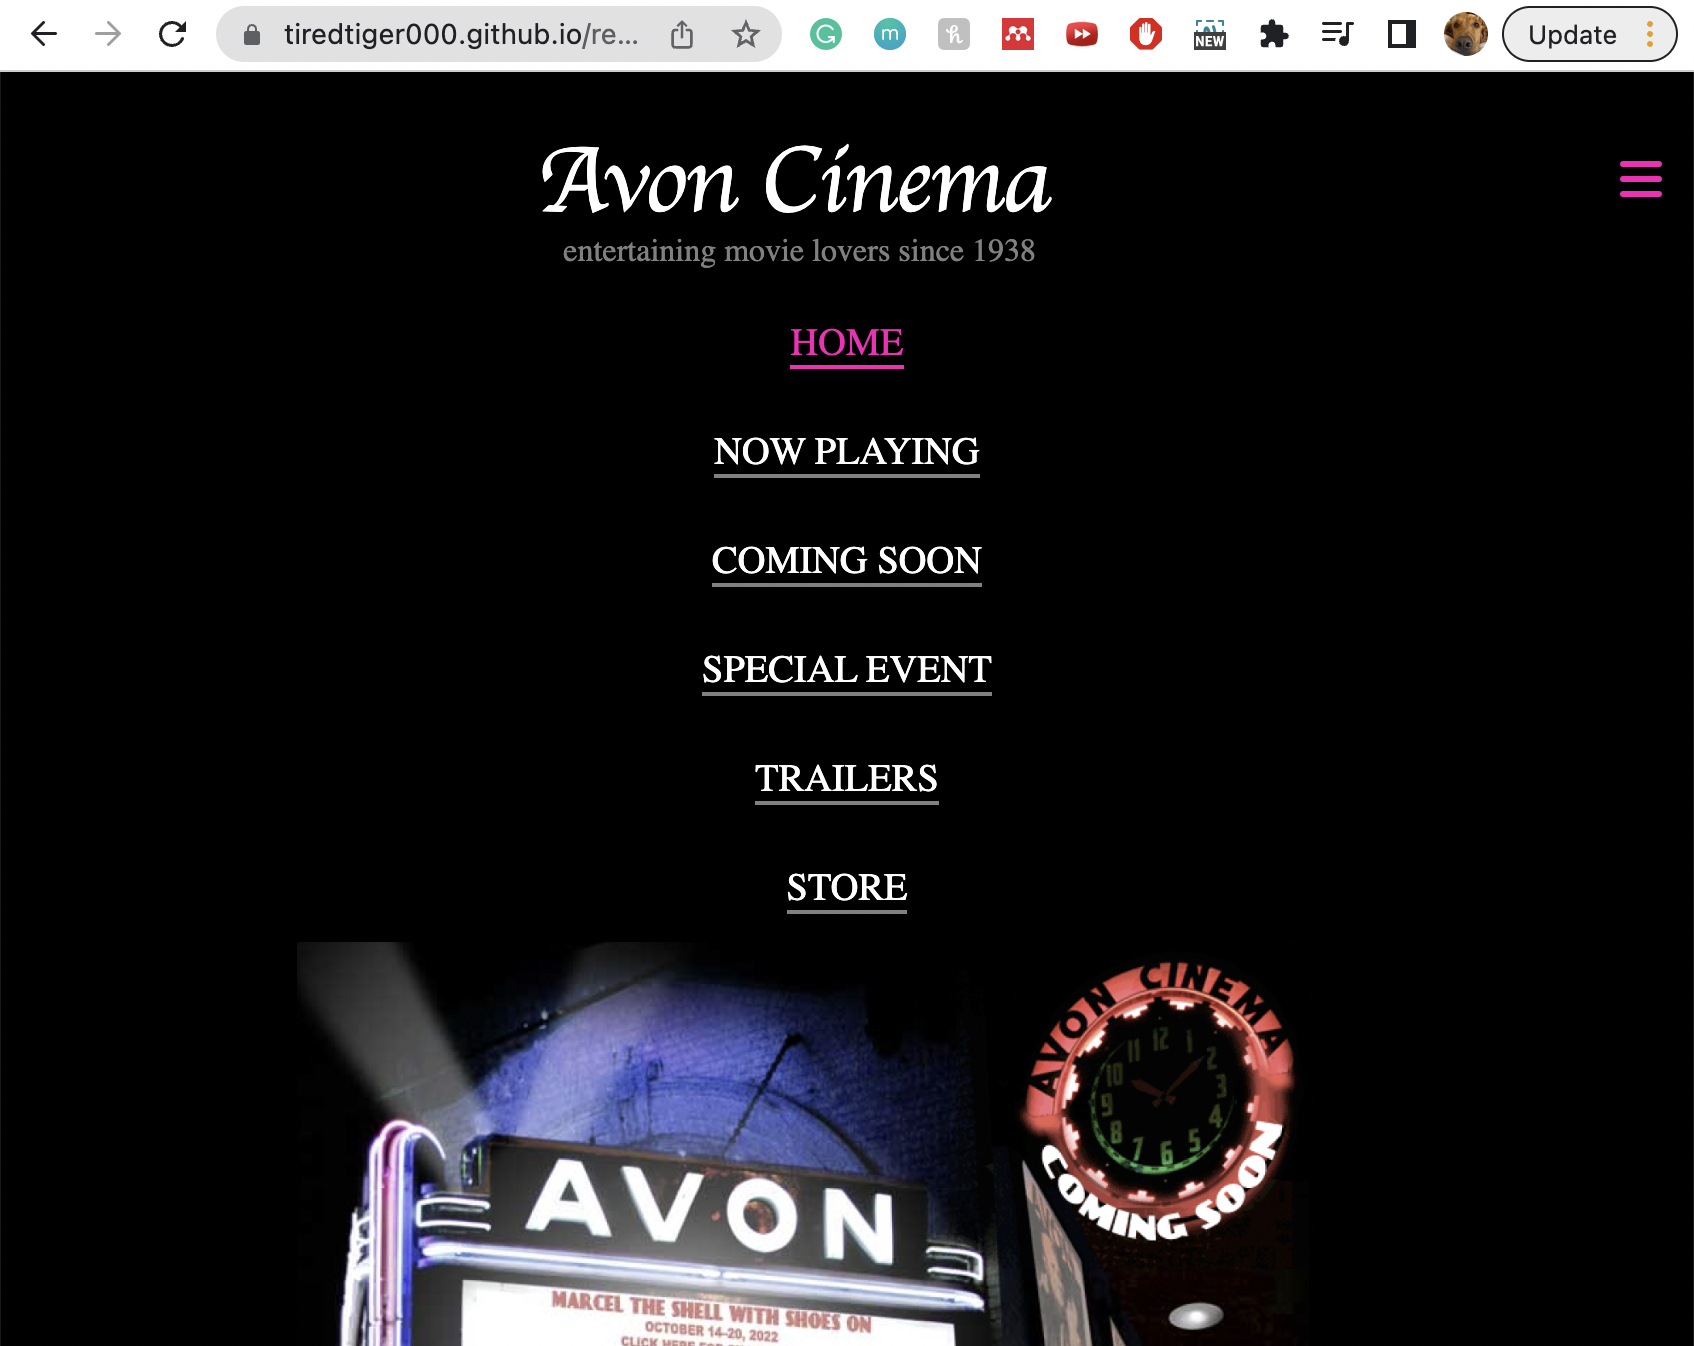 tiredtiger000.github.io/re...
NEW
Update
Avon Cinema
entertaining movie lovers since 1938
HOME
NOW PLAYING
COMING SOON
SPECIAL EVENT
TRAILERS
STORE
AVON CINEMA
12 1 2 3 4 5 6 7 8 9 10 11
COMING SOON
AVON
MARCEL THE SHELL WITH SHOES ON
OCTOBER 14-20, 2022
CLICK HERE FOR